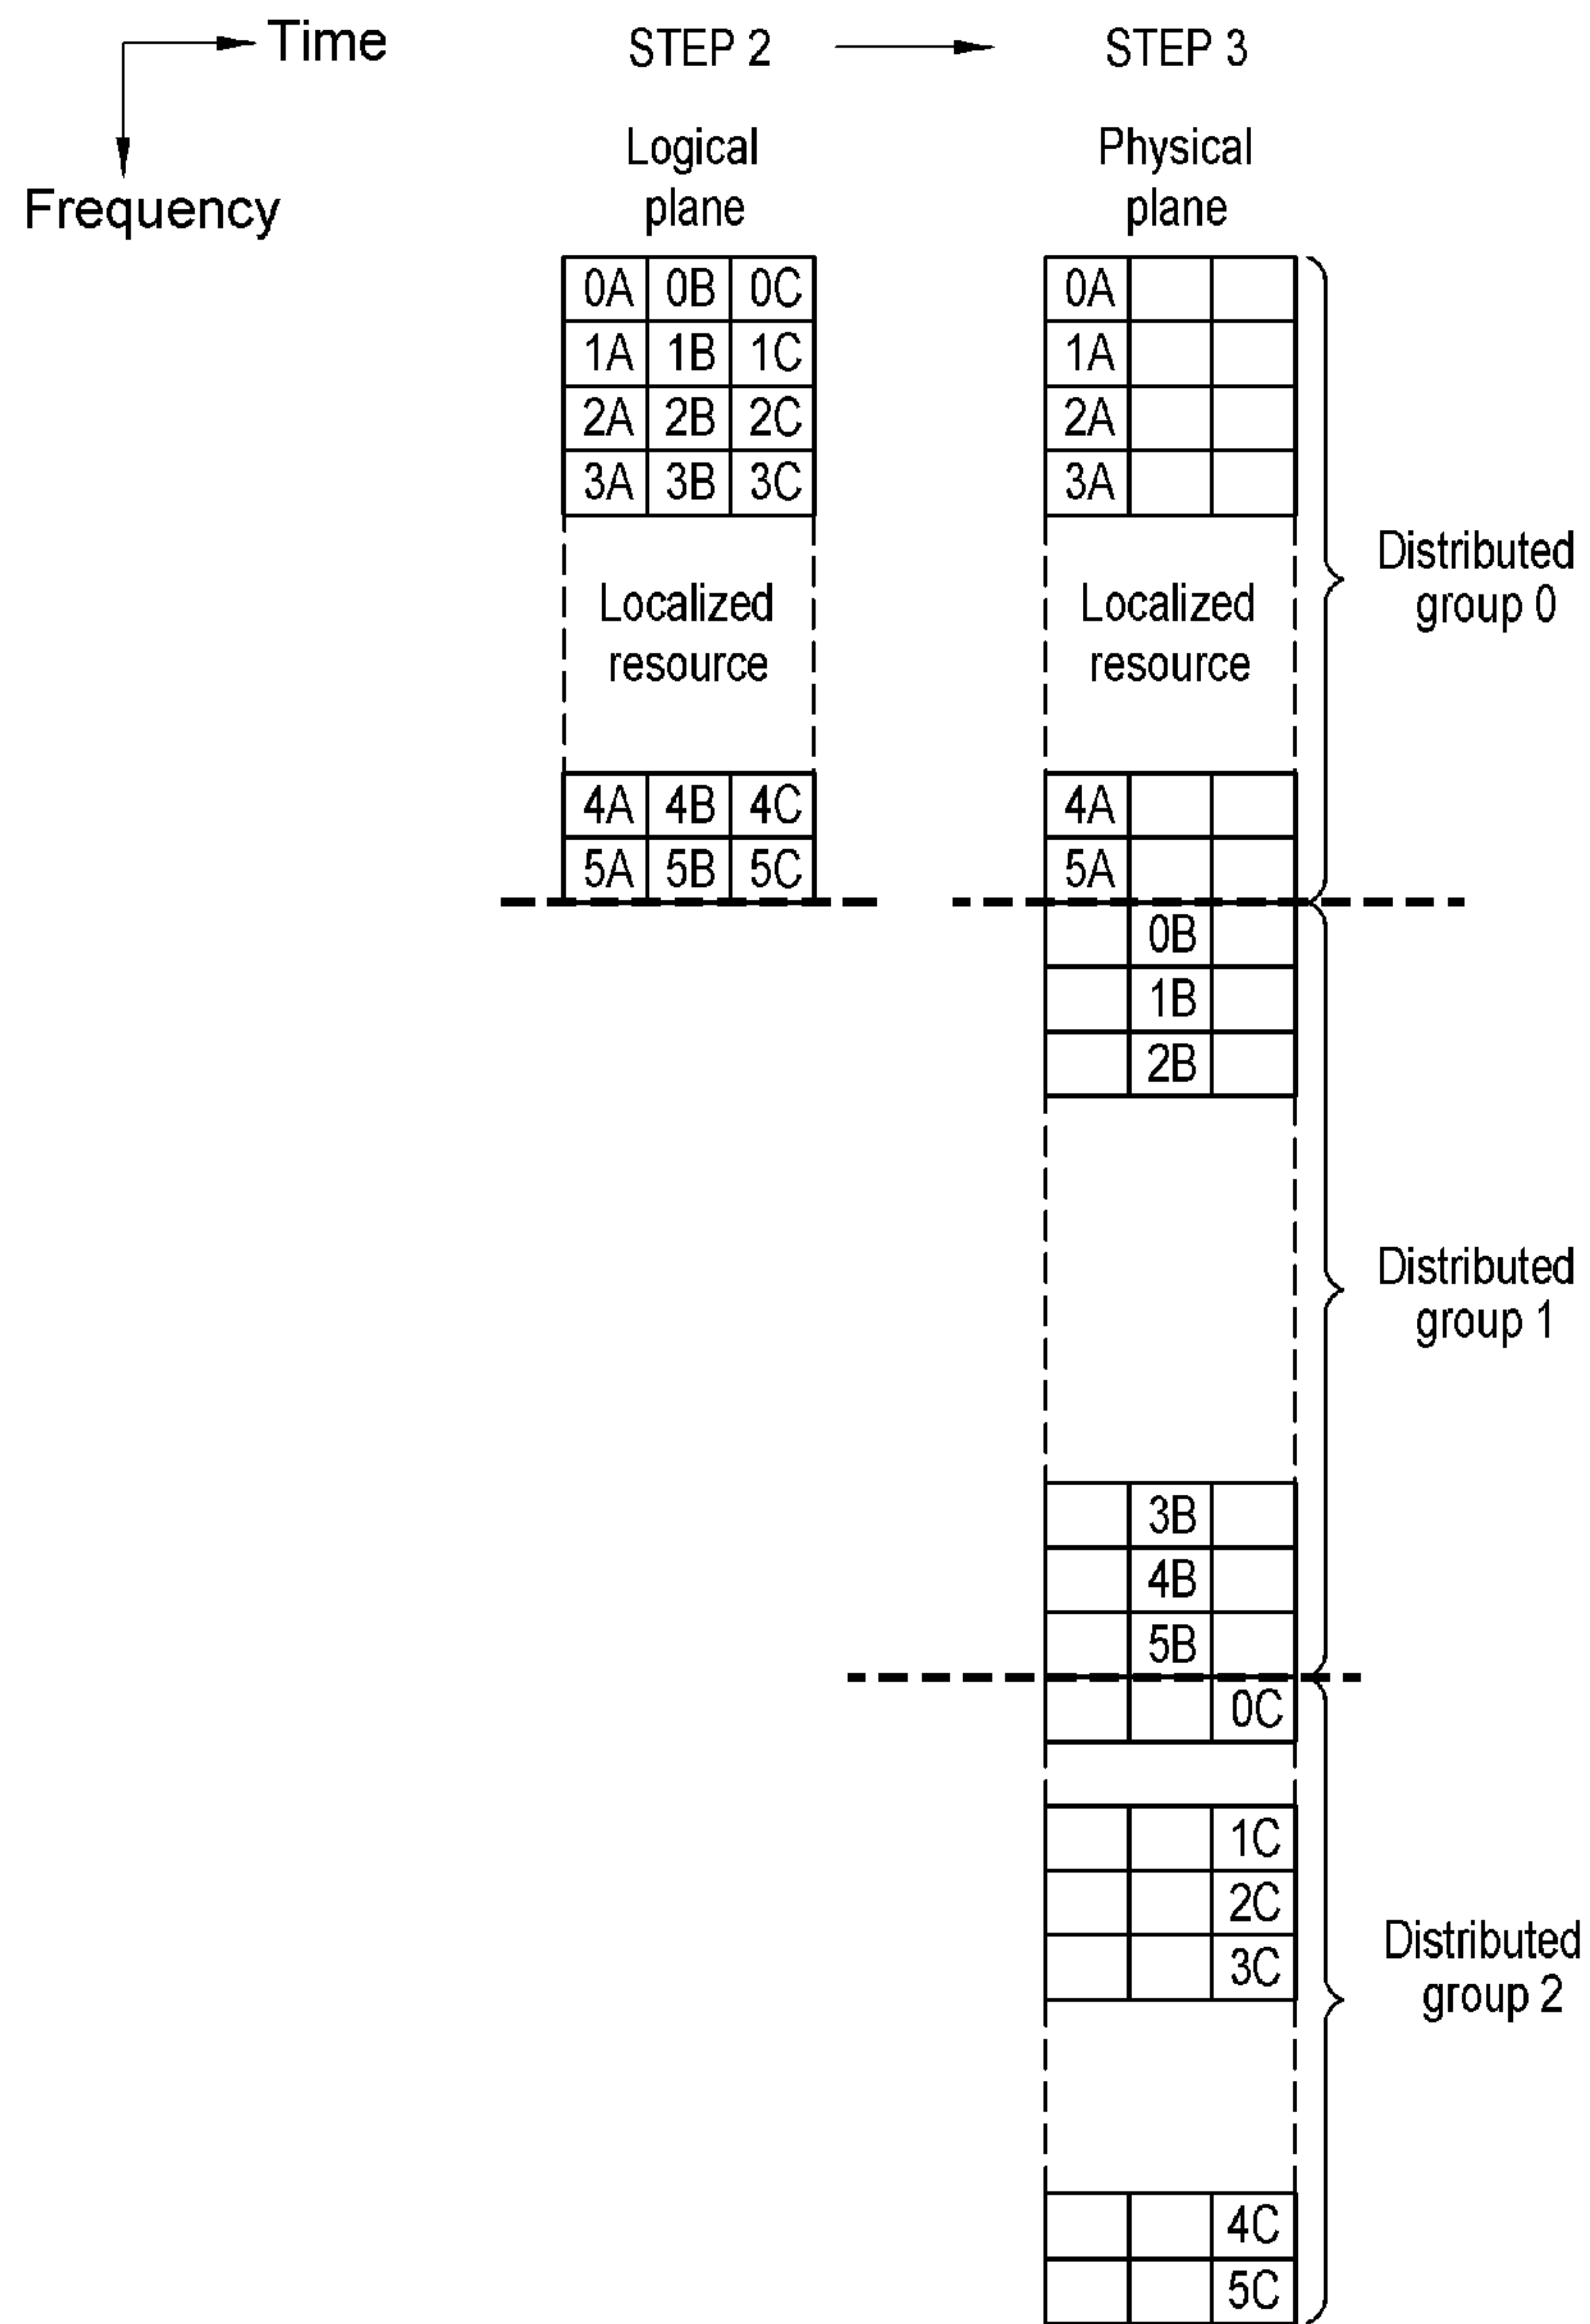 Time
STEP 2
STEP 3
Frequency
Logical
plane
Physical
plane
0A 0B 0C
1A 1B 1C
2A 2B 2C
3A 3B 3C
Localized
resource
4A 4B 4C
5A 5B 5C
0A
1A
2A
3A
Localized
resource
4A
5A
Distributed
group 0
0B
1B
2B
3B
4B
5B
Distributed
group 1
0C
1C
2C
3C
4C
5C
Distributed
group 2